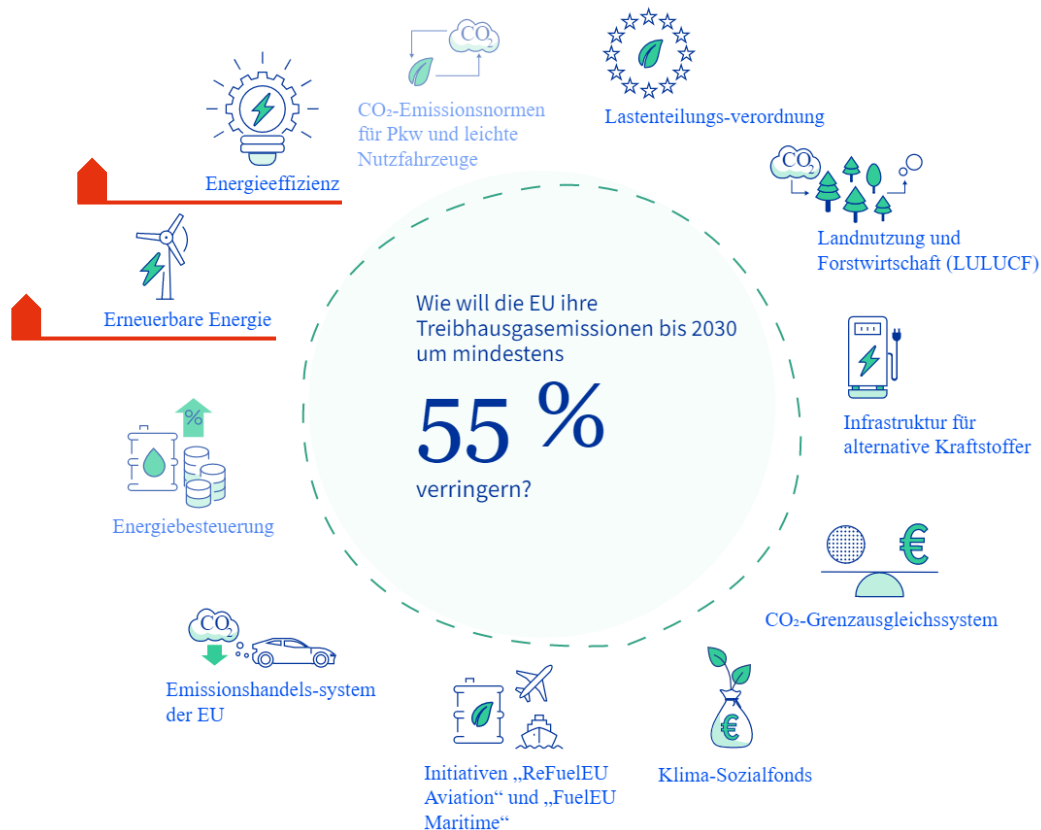 CO₂
CO₂-Emissionsnormen
für Pkw und leichte
Nutzfahrzeuge
Lastenteilungs-verordnung
Energieeffizienz
CO₂
Landnutzung und
Forstwirtschaft (LULUCF)
Erneuerbare Energie
Wie will die EU ihre
Treibhausgasemissionen bis 2030
um mindestens
55 %
verringern?
Infrastruktur für
alternative Kraftstoffer
%
Energiebesteuerung
€
CO₂-Grenzausgleichssystem
CO₂
Emissionshandels-system
der EU
€
Klima-Sozialfonds
Initiativen „ReFuelEU
Aviation“ und „FuelEU
Maritime“